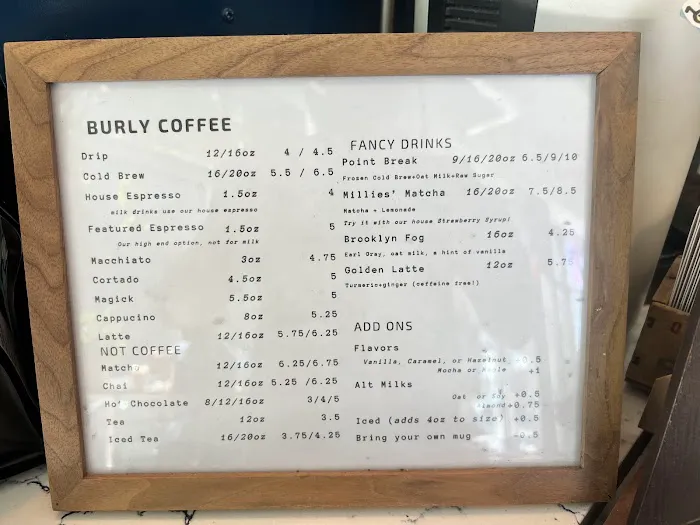 BURLY COFFEE
Drip 12/16oz 4 / 4.5
Cold Brew 16/20oz 5.5 / 6.5
House Espresso 1.5oz 4
milk drinks use our house espresso
Featured Espresso 1.5oz 5
Our high end option, not for milk
Macchiato 3oz 4.75
Cortado 4.5oz 5
Magick 5.5oz 5
Cappucino 8oz 5.25
Latte 12/16oz 5.75/6.25
NOT COFFEE
Matcha 12/16oz 6.25/6.75
Chai 12/16oz 5.25 /6.25
Hot Chocolate 8/12/16oz 3/4/5
Tea 12oz 3.5
Iced Tea 16/20oz 3.75/4.25
FANCY DRINKS
Point Break 9/16/20oz 6.5/9/10
Frozen Cold Brew+Oat Milk+Raw Sugar
Millies' Matcha 16/20oz 7.5/8.5
Matcha + Lemonade
Try it with our house Strawberry Syrup!
Brooklyn Fog 16oz 4.25
Earl Gray, oat milk, a hint of vanilla
Golden Latte 12oz 5.75
Turmeric+ginger (caffeine free!)
ADD ONS
Flavors
Vanilla, Caramel, or Hazelnut +0.5
Mocha or Maple +1
Alt Milks
Oat or Soy +0.5
Almond+0.75
Iced (adds 4oz to size) +0.5
Bring your own mug -0.5